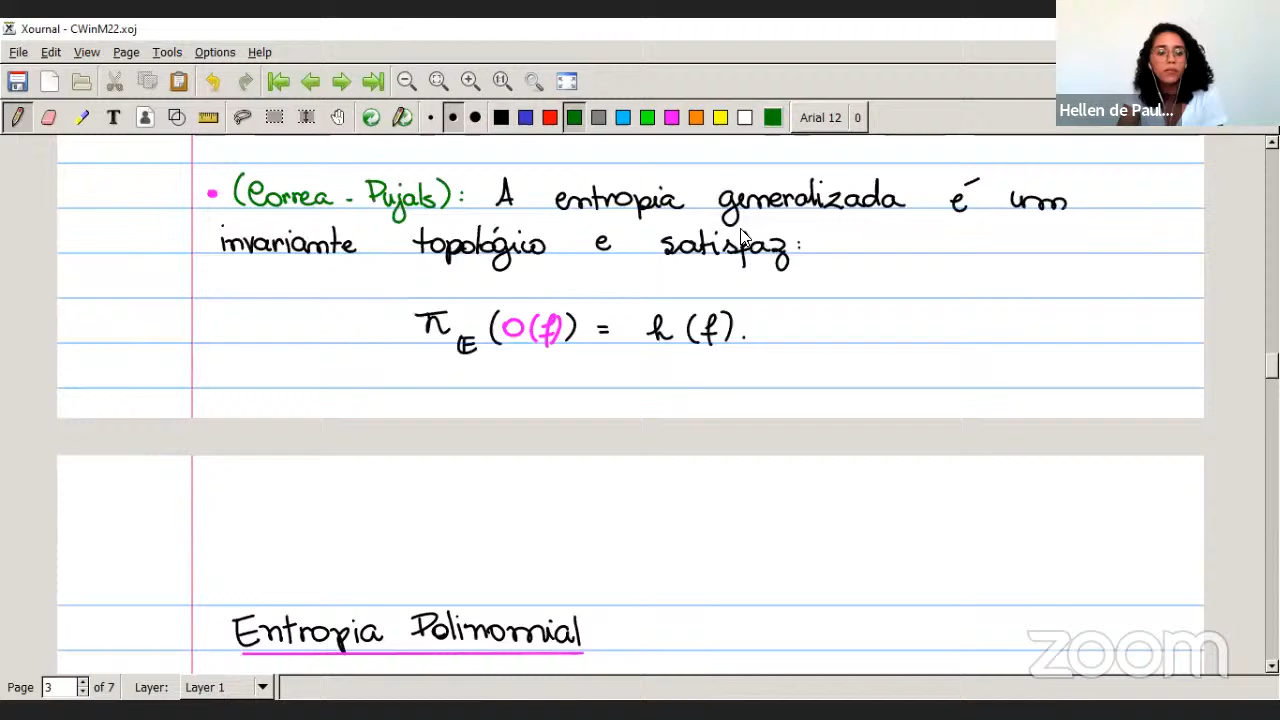 Xournal - CWinM22.xoj
File Edit View Page Tools Options Help
Arial 12 0
Hellen de Paul...
• (Correa - Pujals): A entropia generalizada é um
invariante topológico e satisfaz:
π_𝔼 (O(f)) = h(f).
Entropia Polinomial
zoom
Page 3 of 7 Layer: Layer 1